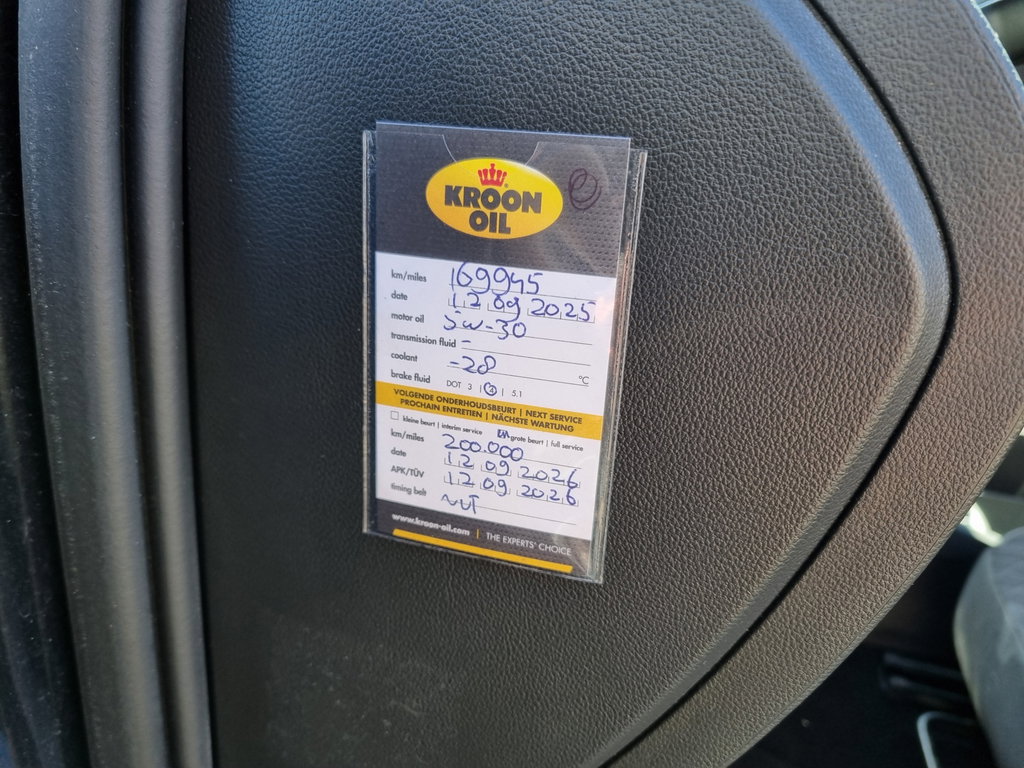 KROON
OIL
km/miles 169945
date 12 09 2025
motor oil 5w-30
transmission fluid -
coolant -28 °C
brake fluid DOT 3 | 4 | 5.1
VOLGENDE ONDERHOUDSBEURT | NEXT SERVICE
PROCHAIN ENTRETIEN | NÄCHSTE WARTUNG
kleine beurt | interim service grote beurt | full service
km/miles 200.000
date 12 09 2026
APK/TÜV 12 09 2026
timing belt
www.kroon-oil.com | THE EXPERTS' CHOICE